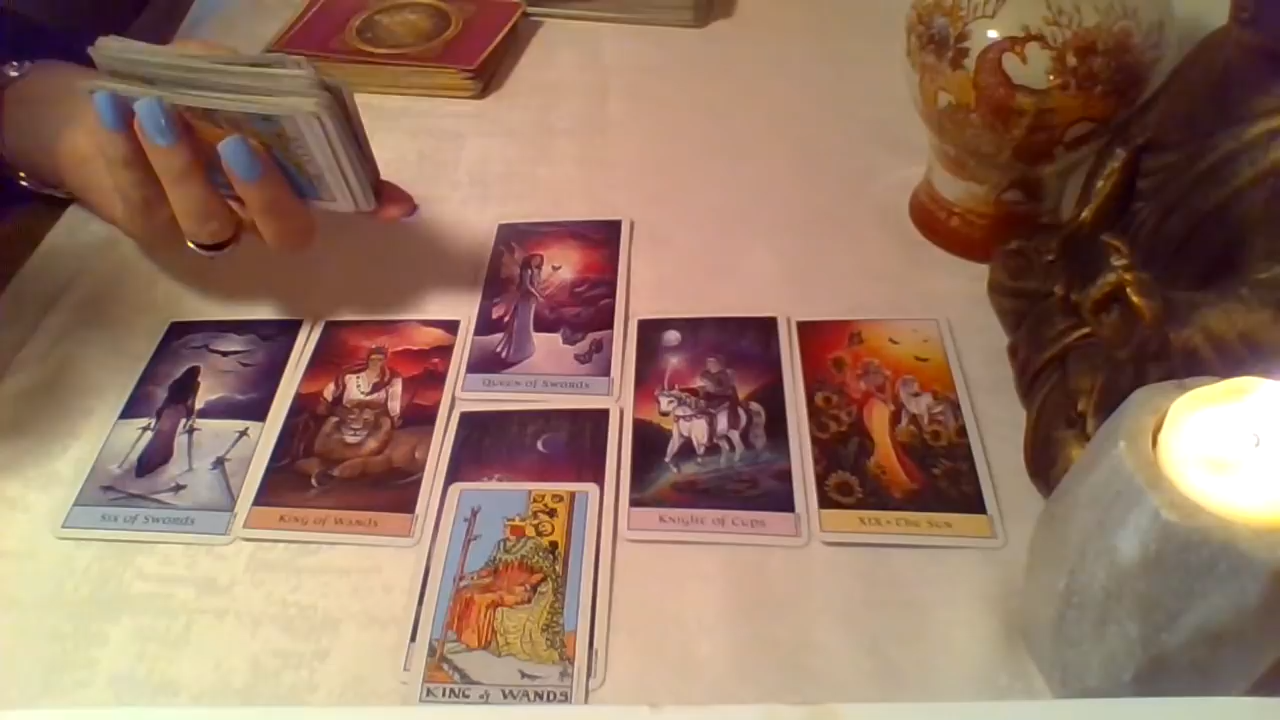 Queen of Swords
Six of Swords
King of Wands
Knight of Cups
XIX • The Sun
KING of WANDS